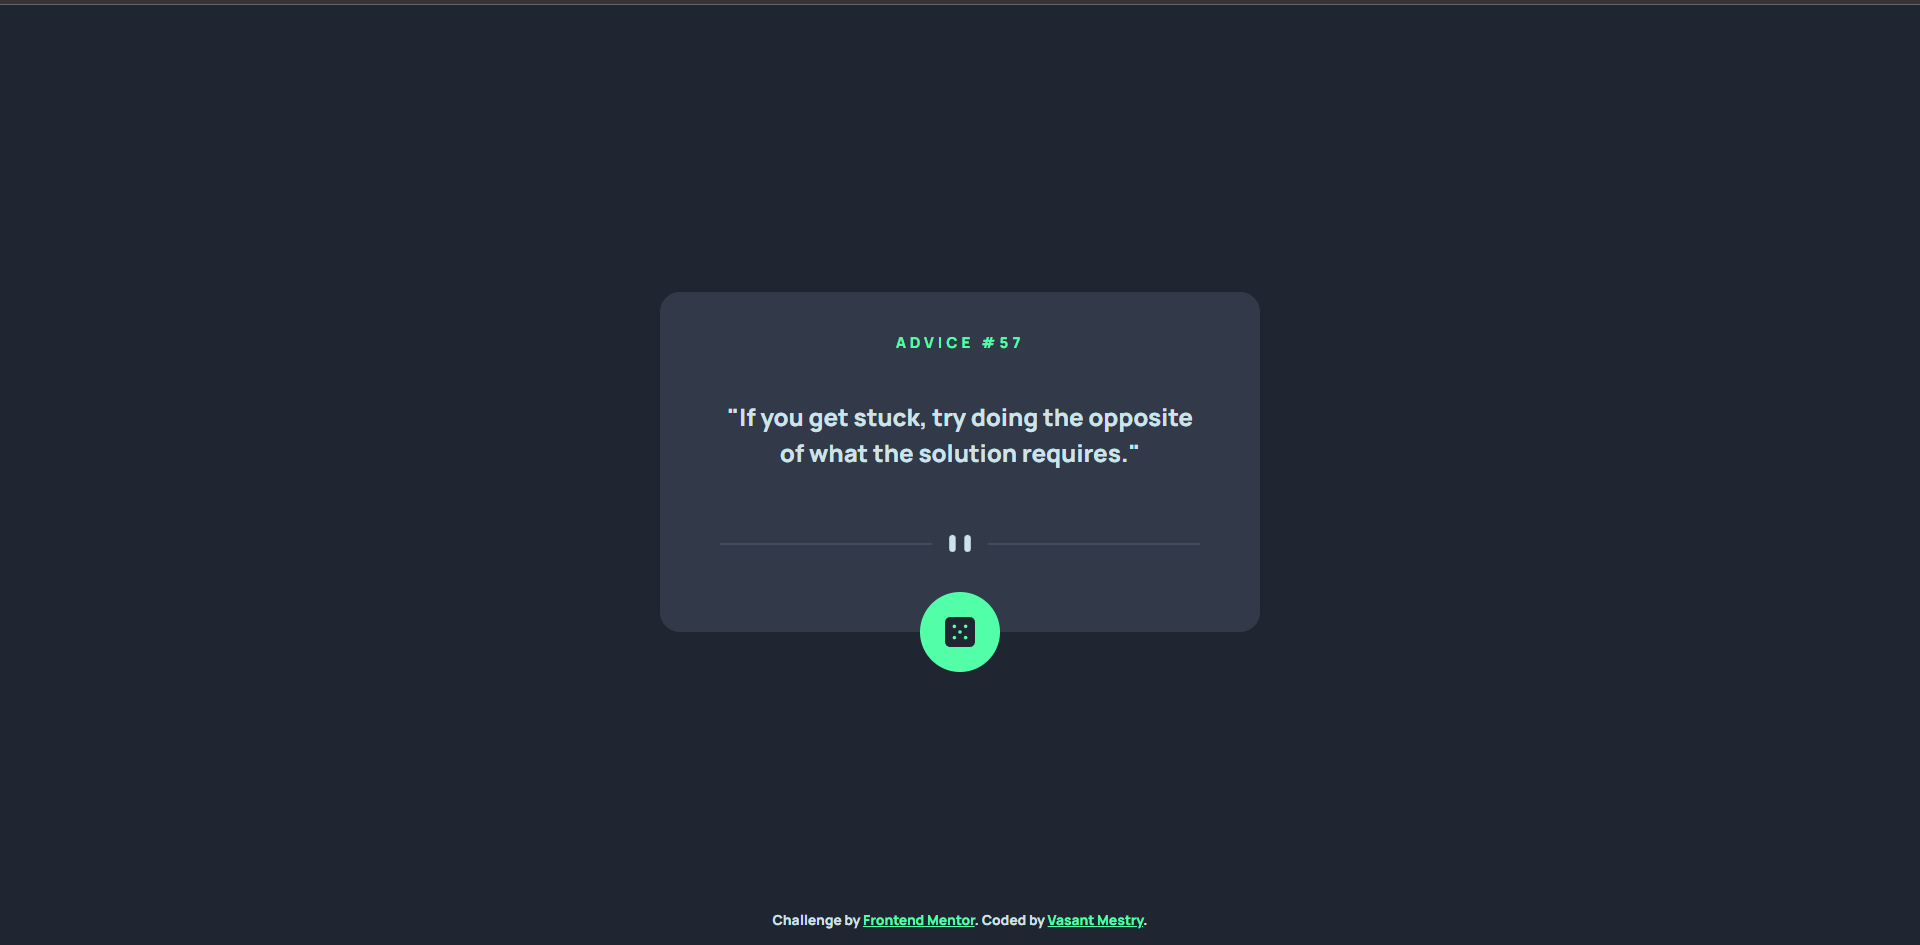 ADVICE #57
"If you get stuck, try doing the opposite
of what the solution requires."
Challenge by Frontend Mentor. Coded by Vasant Mestry.